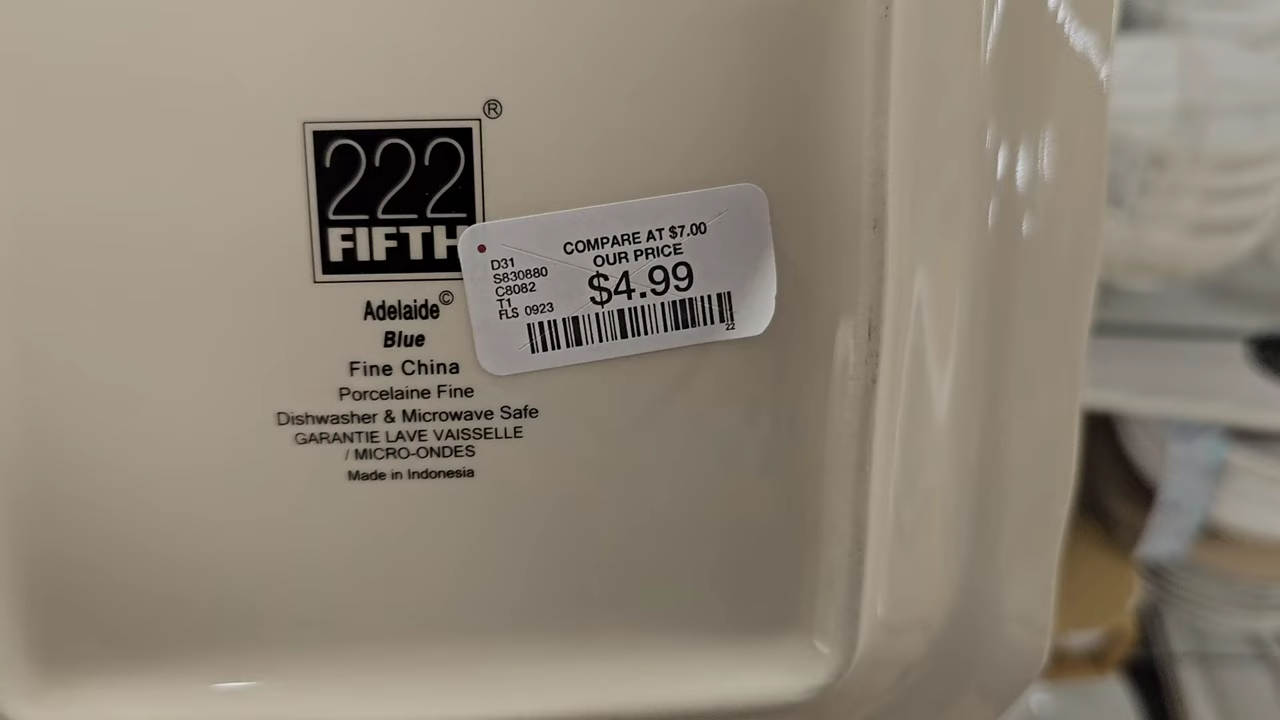 ®
222
FIFTH
Adelaide©
Blue
Fine China
Porcelaine Fine
Dishwasher & Microwave Safe
GARANTIE LAVE VAISSELLE
/ MICRO-ONDES
Made in Indonesia
COMPARE AT $7.00
OUR PRICE
$4.99
D31
S830880
C8082
T1
FLS 0923
22